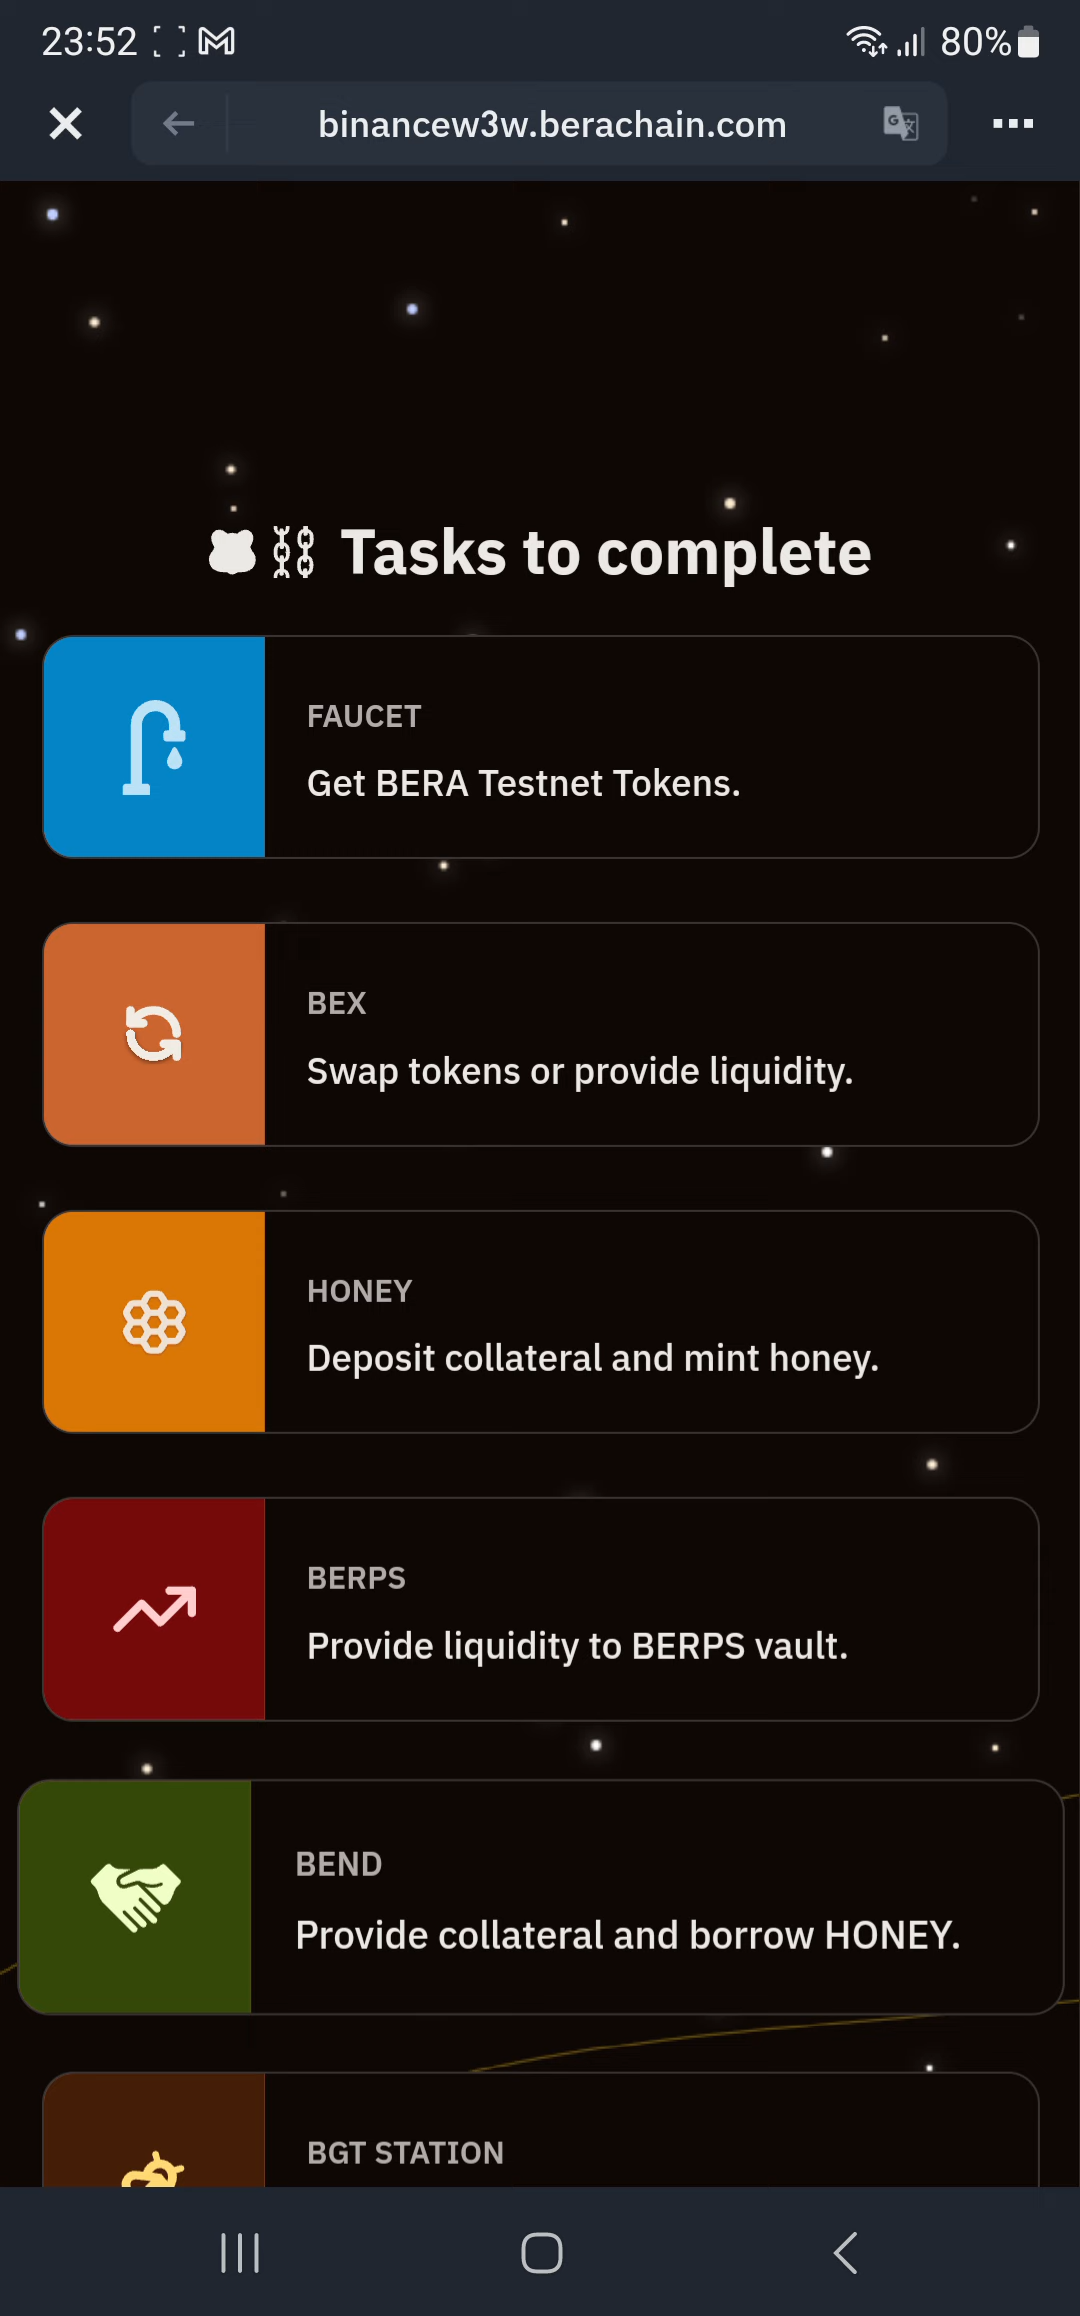 23:52 80%
binancew3w.berachain.com
Tasks to complete
FAUCET
Get BERA Testnet Tokens.
BEX
Swap tokens or provide liquidity.
HONEY
Deposit collateral and mint honey.
BERPS
Provide liquidity to BERPS vault.
BEND
Provide collateral and borrow HONEY.
BGT STATION